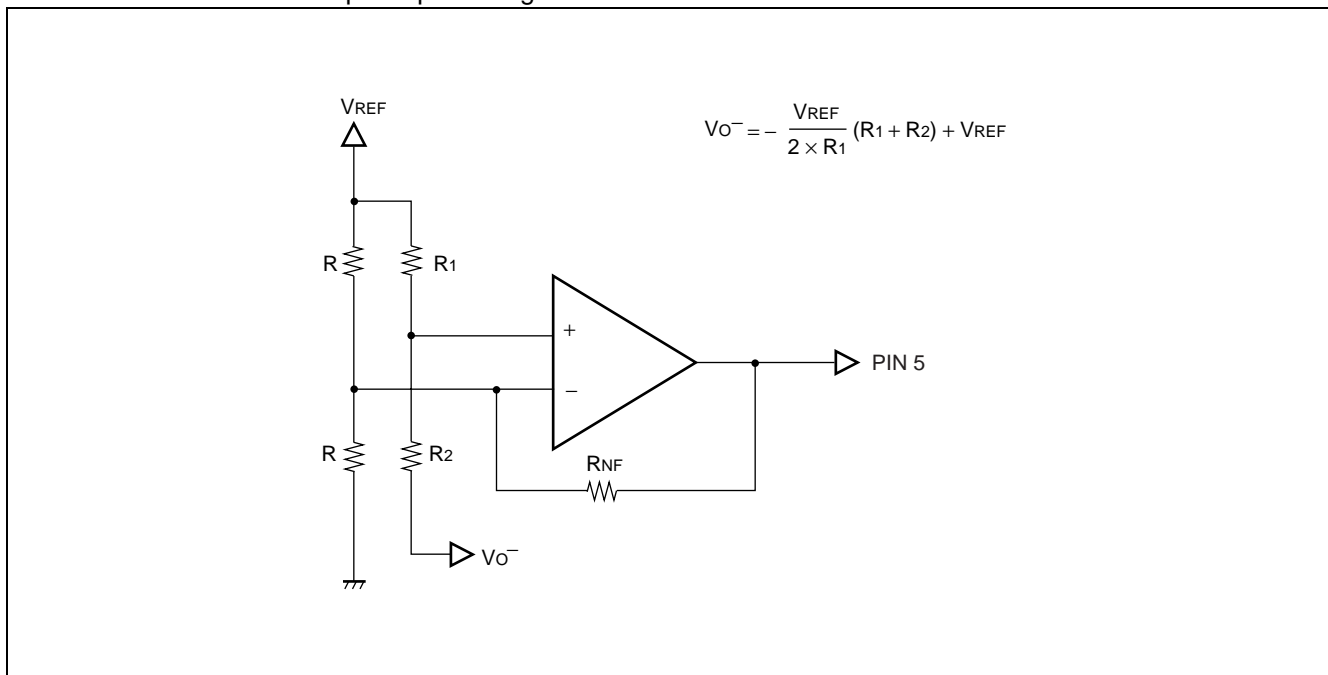 VREF
VO− = − VREF / 2 × R1 (R1 + R2) + VREF
R
R1
+
PIN 5
−
R
R2
RNF
VO−